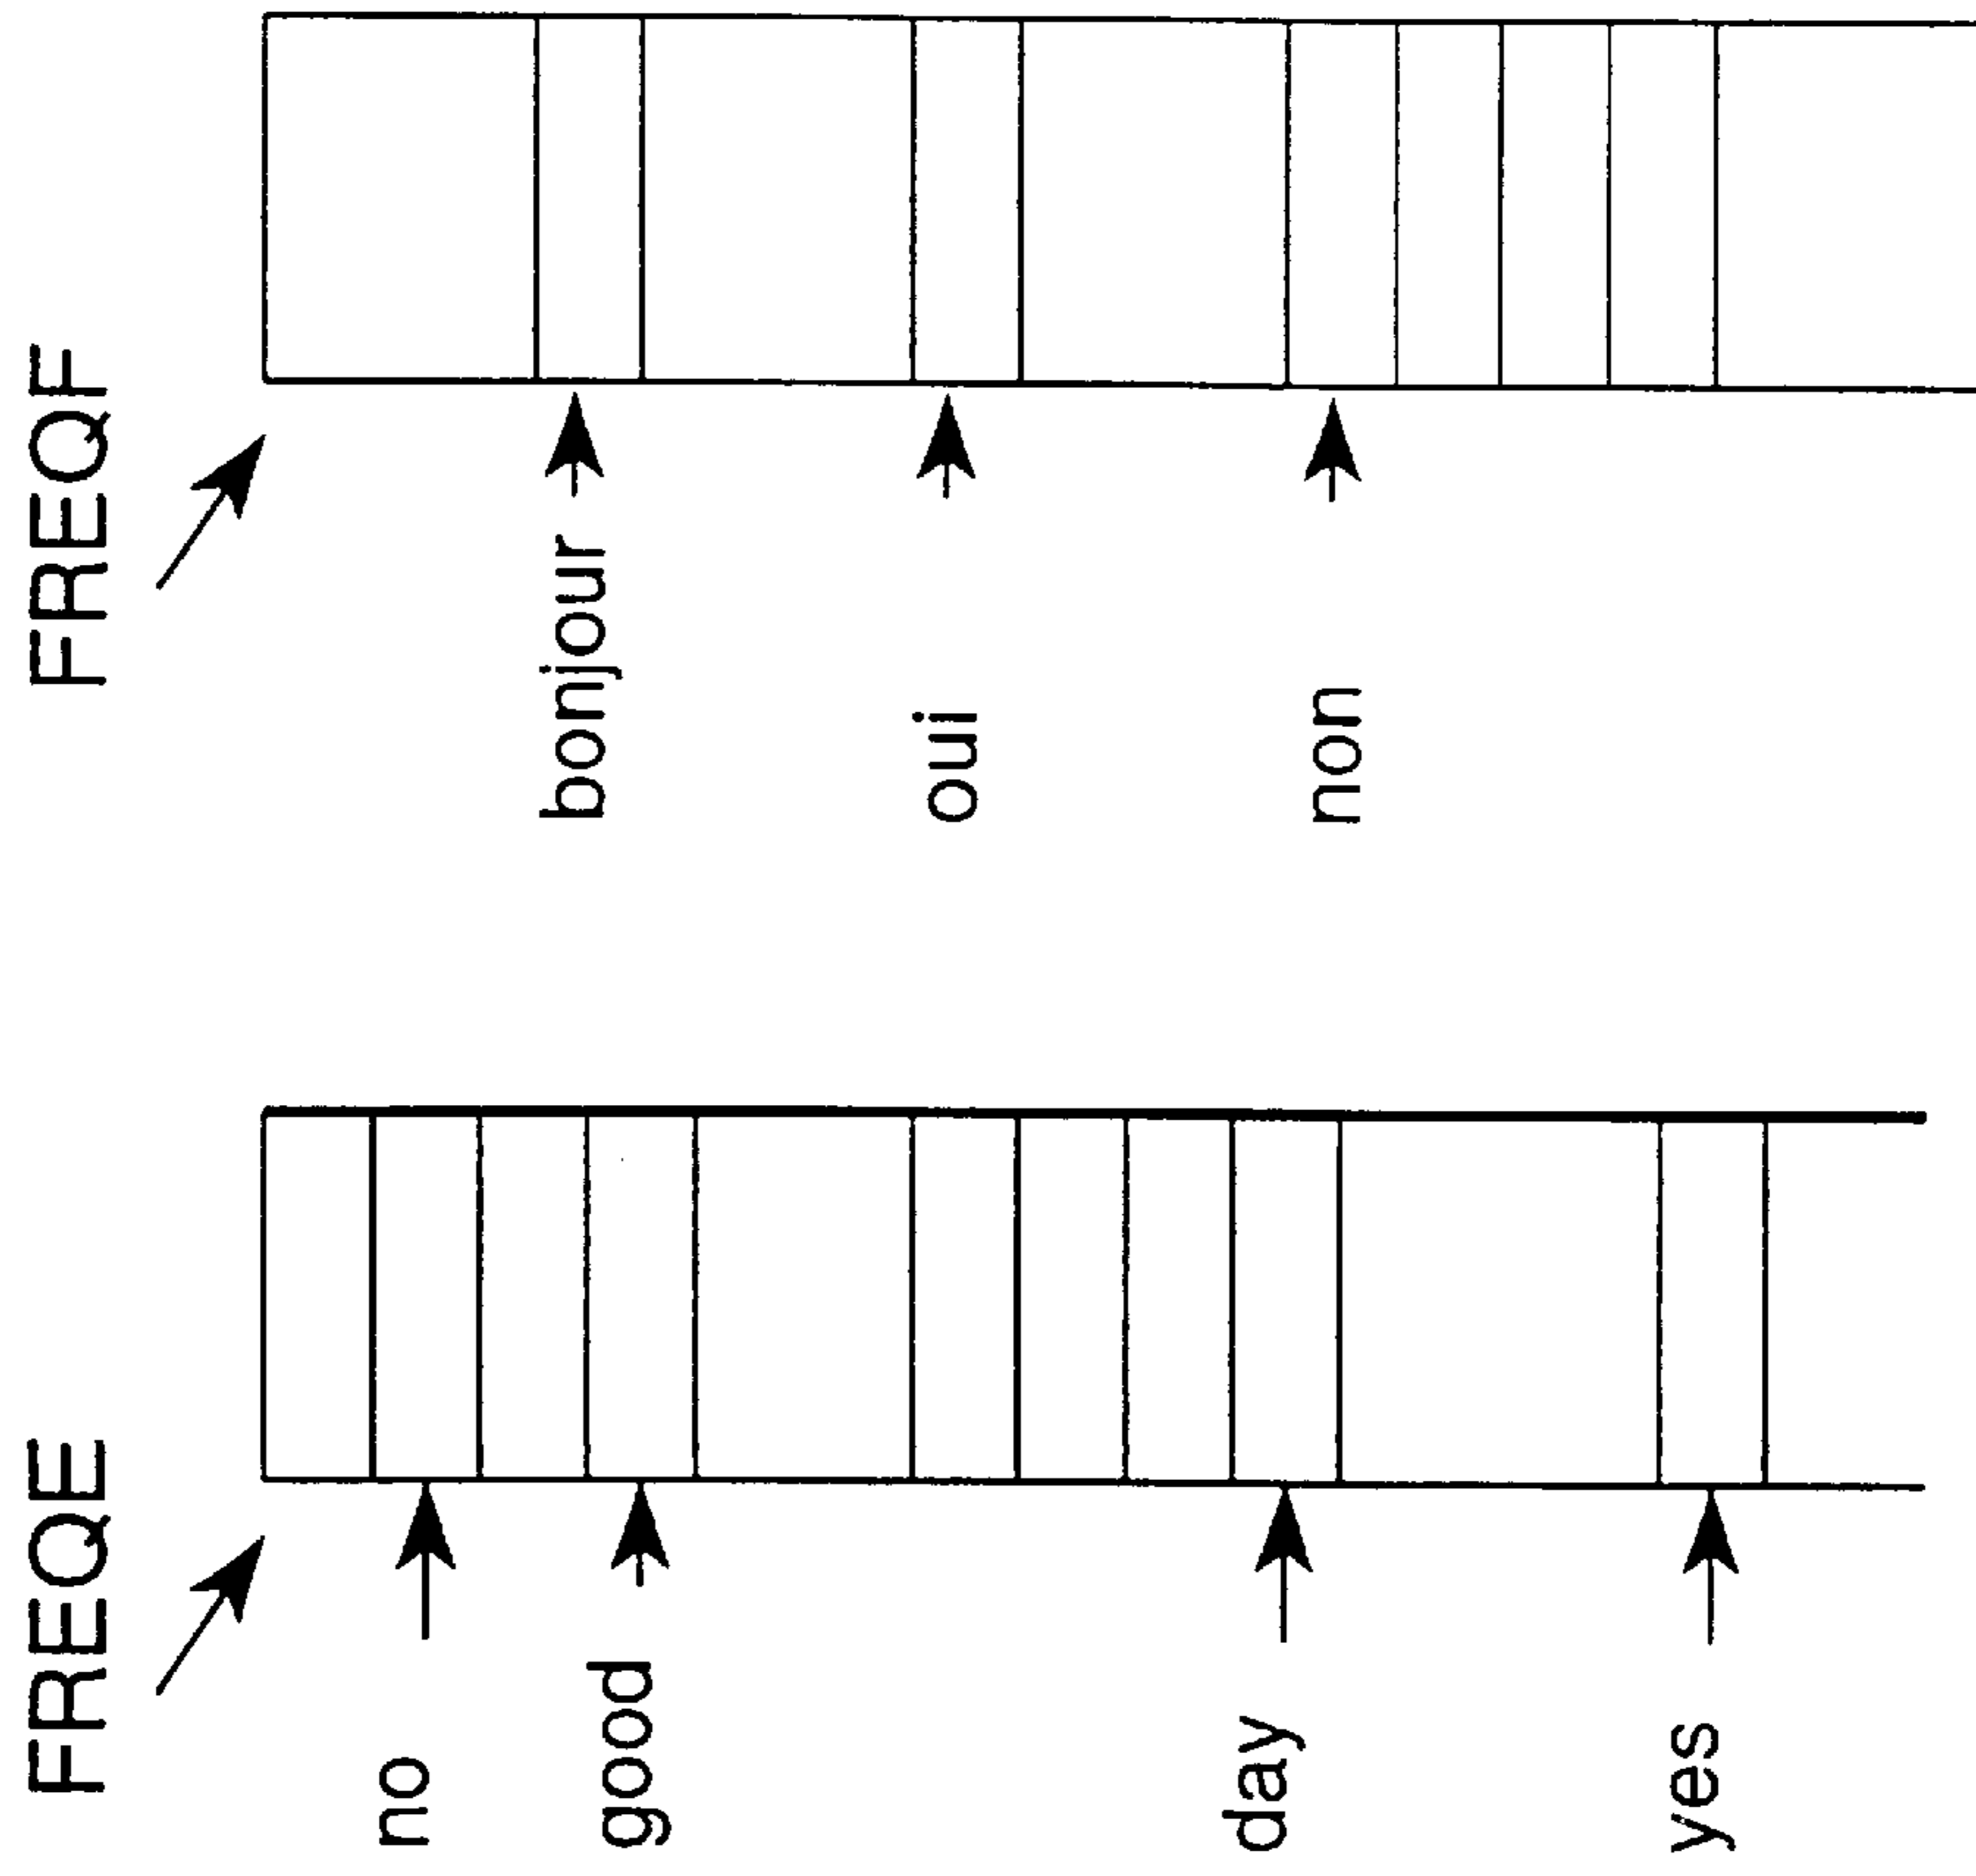 FREQE
no
good
day
yes
FREQF
bonjour
oui
non